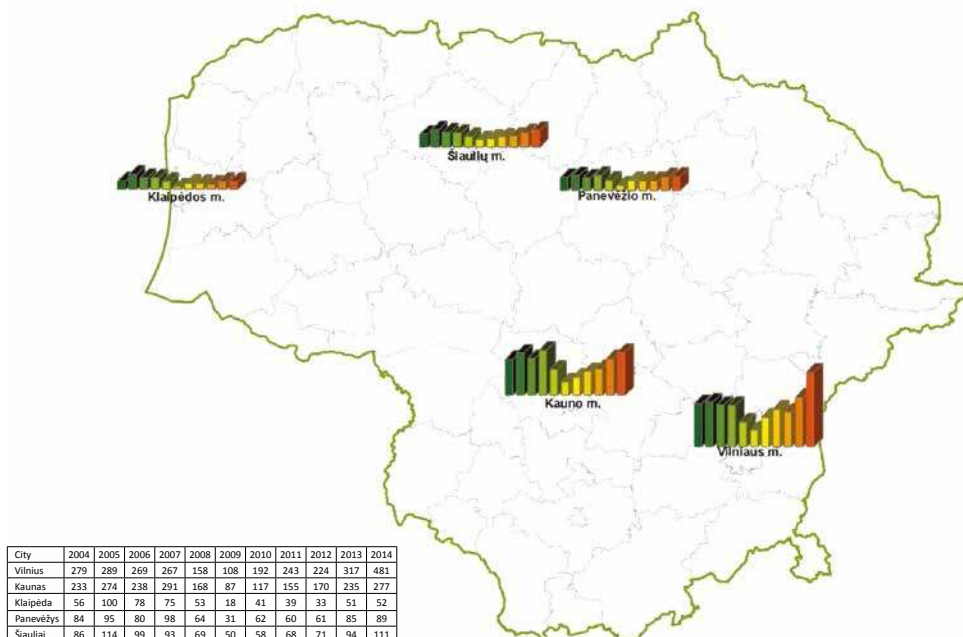 Šiaulių m.
Klaipėdos m.
Panevėžio m.
Kauno m.
Vilniaus m.
City 2004 2005 2006 2007 2008 2009 2010 2011 2012 2013 2014
Vilnius 279 289 269 267 158 108 192 243 224 317 481
Kaunas 233 274 238 291 168 87 117 155 170 235 277
Klaipėda 56 100 78 75 53 18 41 39 33 51 52
Panevėžys 84 95 80 98 64 31 62 60 61 85 89
Šiauliai 86 114 99 93 69 50 58 68 71 94 111